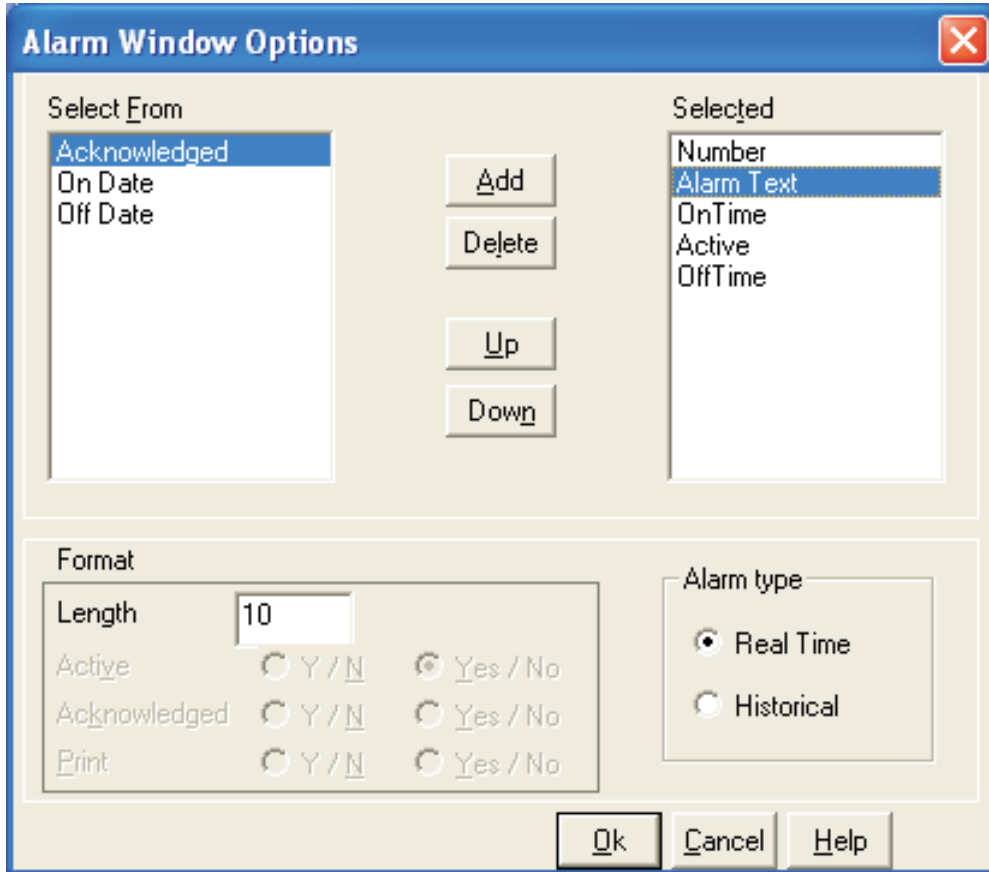 Alarm Window Options
Select From
Acknowledged
On Date
Off Date
Add
Delete
Up
Down
Selected
Number
Alarm Text
OnTime
Active
OffTime
Format
Length 10
Active Y / N Yes / No
Acknowledged Y / N Yes / No
Print Y / N Yes / No
Alarm type
Real Time
Historical
Ok Cancel Help